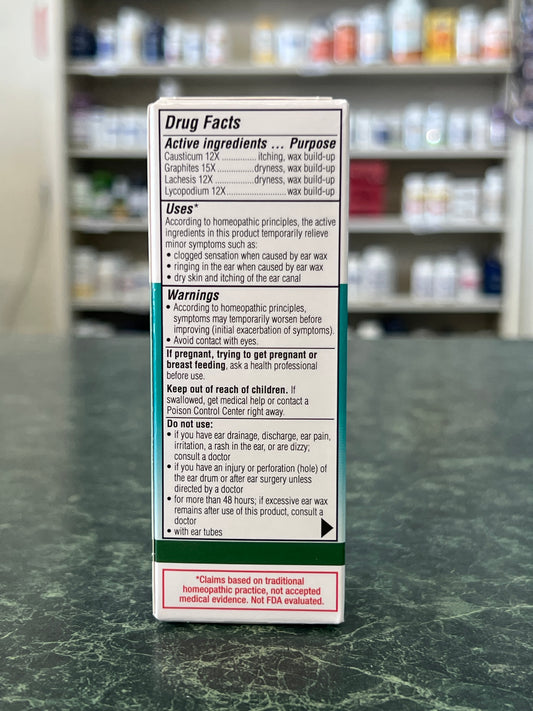 Drug Facts
Active ingredients ... Purpose
Causticum 12X..............itching, wax build-up
Graphites 15X..............dryness, wax build-up
Lachesis 12X...............dryness, wax build-up
Lycopodium 12X.......................wax build-up
Uses*
According to homeopathic principles, the active
ingredients in this product temporarily relieve
minor symptoms such as:
• clogged sensation when caused by ear wax
• ringing in the ear when caused by ear wax
• dry skin and itching of the ear canal
Warnings
• According to homeopathic principles,
symptoms may temporarily worsen before
improving (initial exacerbation of symptoms).
• Avoid contact with eyes.
If pregnant, trying to get pregnant or
breast feeding, ask a health professional
before use.
Keep out of reach of children. If
swallowed, get medical help or contact a
Poison Control Center right away.
Do not use:
• if you have ear drainage, discharge, ear pain,
irritation, a rash in the ear, or are dizzy;
consult a doctor
• if you have an injury or perforation (hole) of
the ear drum or after ear surgery unless
directed by a doctor
• for more than 48 hours; if excessive ear wax
remains after use of this product, consult a
doctor
• with ear tubes
*Claims based on traditional
homeopathic practice, not accepted
medical evidence. Not FDA evaluated.